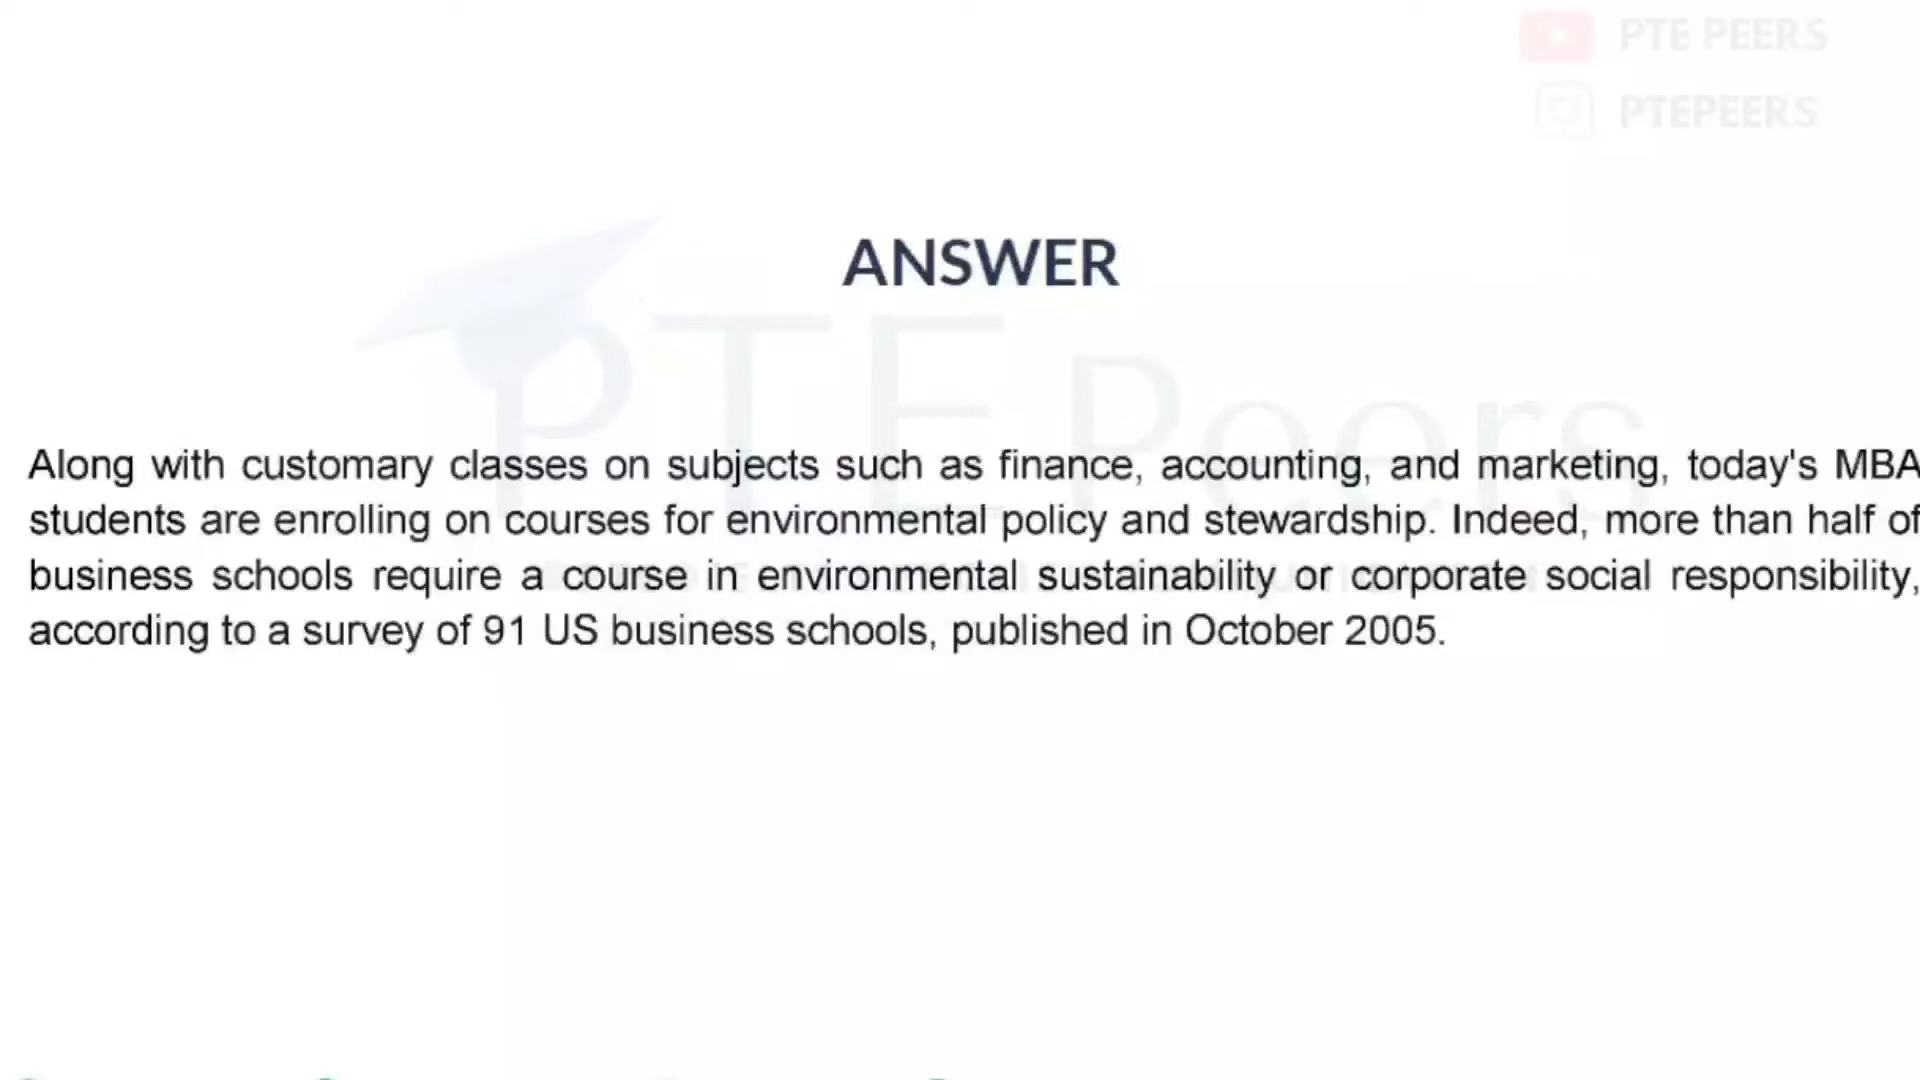 PTE PEERS
PTEPEERS
ANSWER
PTE Peers
Along with customary classes on subjects such as finance, accounting, and marketing, today's MBA
students are enrolling on courses for environmental policy and stewardship. Indeed, more than half of
business schools require a course in environmental sustainability or corporate social responsibility,
according to a survey of 91 US business schools, published in October 2005.